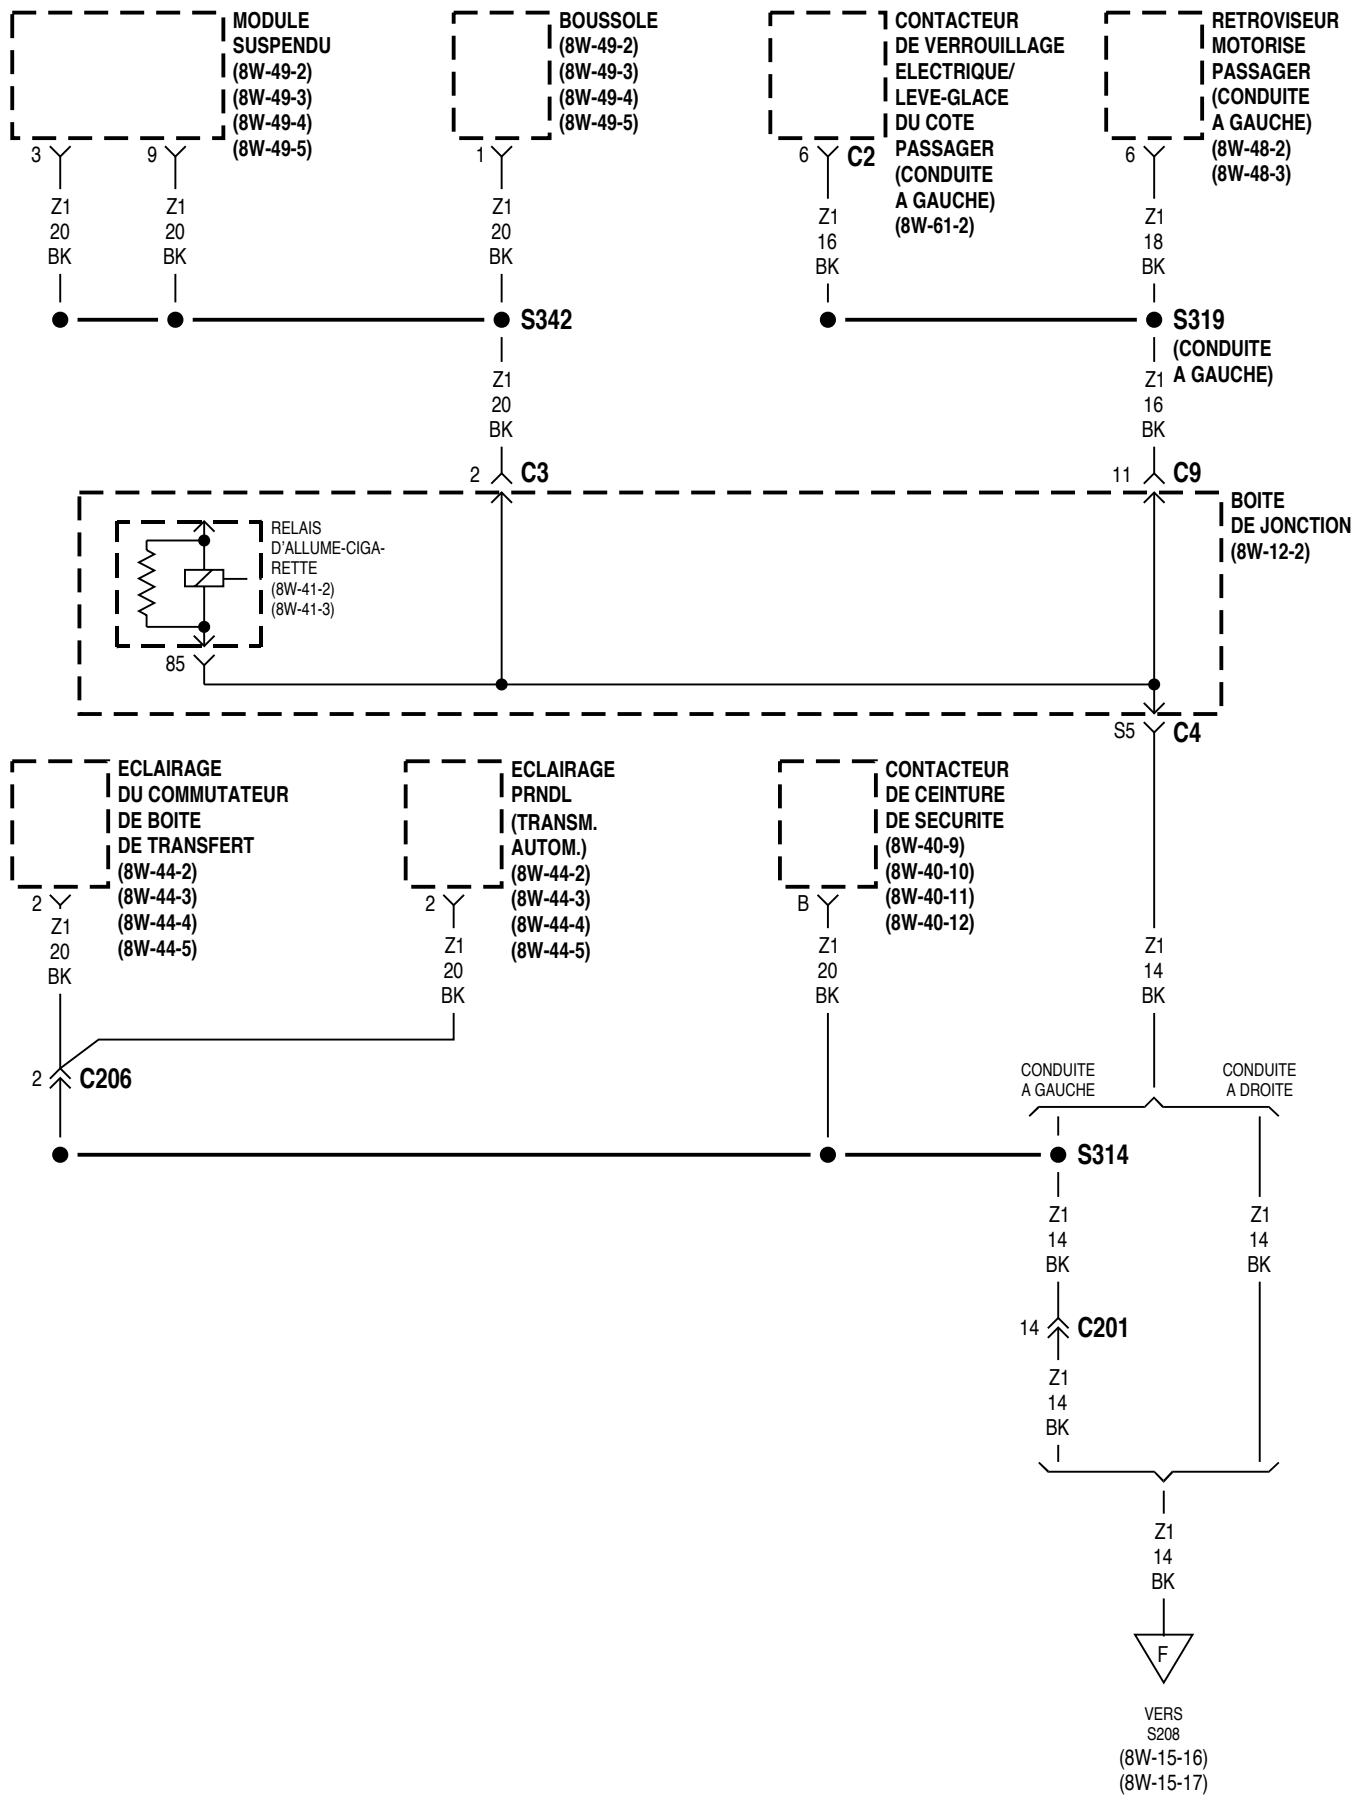 MODULE
SUSPENDU
(8W-49-2)
(8W-49-3)
(8W-49-4)
(8W-49-5)
BOUSSOLE
(8W-49-2)
(8W-49-3)
(8W-49-4)
(8W-49-5)
CONTACTEUR
DE VERROUILLAGE
ELECTRIQUE/
LEVE-GLACE
DU COTE
PASSAGER
(CONDUITE
A GAUCHE)
(8W-61-2)
RETROVISEUR
MOTORISE
PASSAGER
(CONDUITE
A GAUCHE)
(8W-48-2)
(8W-48-3)
3
9
1
6
C2
6
Z1
20
BK
Z1
20
BK
Z1
20
BK
Z1
16
BK
Z1
18
BK
S342
S319
(CONDUITE
A GAUCHE)
Z1
20
BK
Z1
16
BK
2
C3
11
C9
BOITE
DE JONCTION
(8W-12-2)
RELAIS
D'ALLUME-CIGA-
RETTE
(8W-41-2)
(8W-41-3)
85
S5
C4
ECLAIRAGE
DU COMMUTATEUR
DE BOITE
DE TRANSFERT
(8W-44-2)
(8W-44-3)
(8W-44-4)
(8W-44-5)
ECLAIRAGE
PRNDL
(TRANSM.
AUTOM.)
(8W-44-2)
(8W-44-3)
(8W-44-4)
(8W-44-5)
CONTACTEUR
DE CEINTURE
DE SECURITE
(8W-40-9)
(8W-40-10)
(8W-40-11)
(8W-40-12)
2
2
B
Z1
20
BK
Z1
20
BK
Z1
20
BK
Z1
14
BK
2
C206
CONDUITE
A GAUCHE
CONDUITE
A DROITE
S314
Z1
14
BK
Z1
14
BK
14
C201
Z1
14
BK
Z1
14
BK
F
VERS
S208
(8W-15-16)
(8W-15-17)